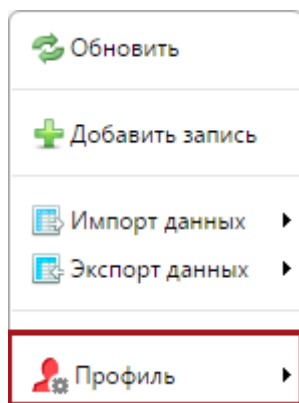 Обновить
Добавить запись
Импорт данных
Экспорт данных
Профиль